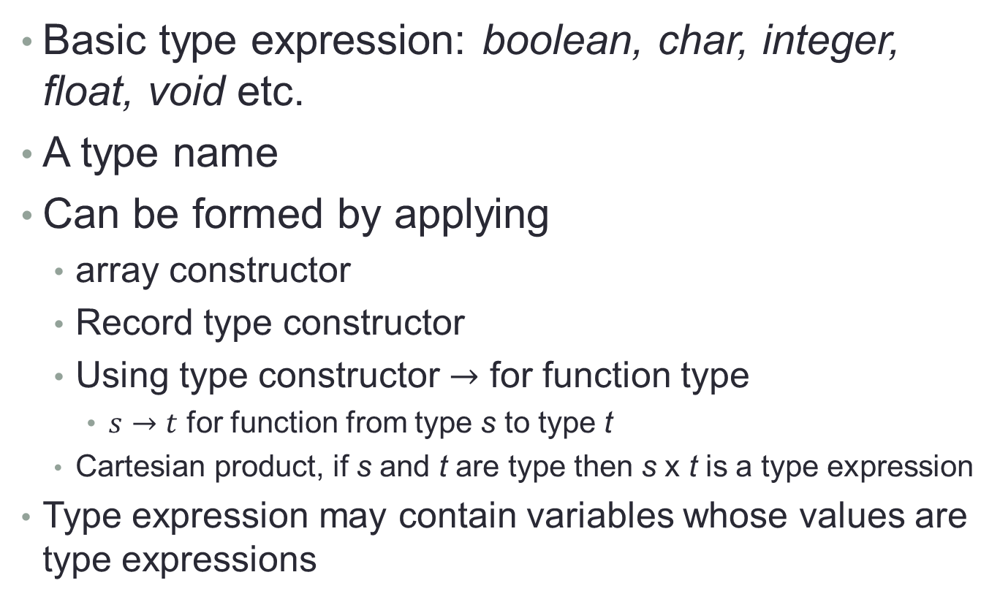 • Basic type expression: boolean, char, integer,
float, void etc.
• A type name
• Can be formed by applying
• array constructor
• Record type constructor
• Using type constructor → for function type
• s → t for function from type s to type t
• Cartesian product, if s and t are type then s x t is a type expression
• Type expression may contain variables whose values are
type expressions